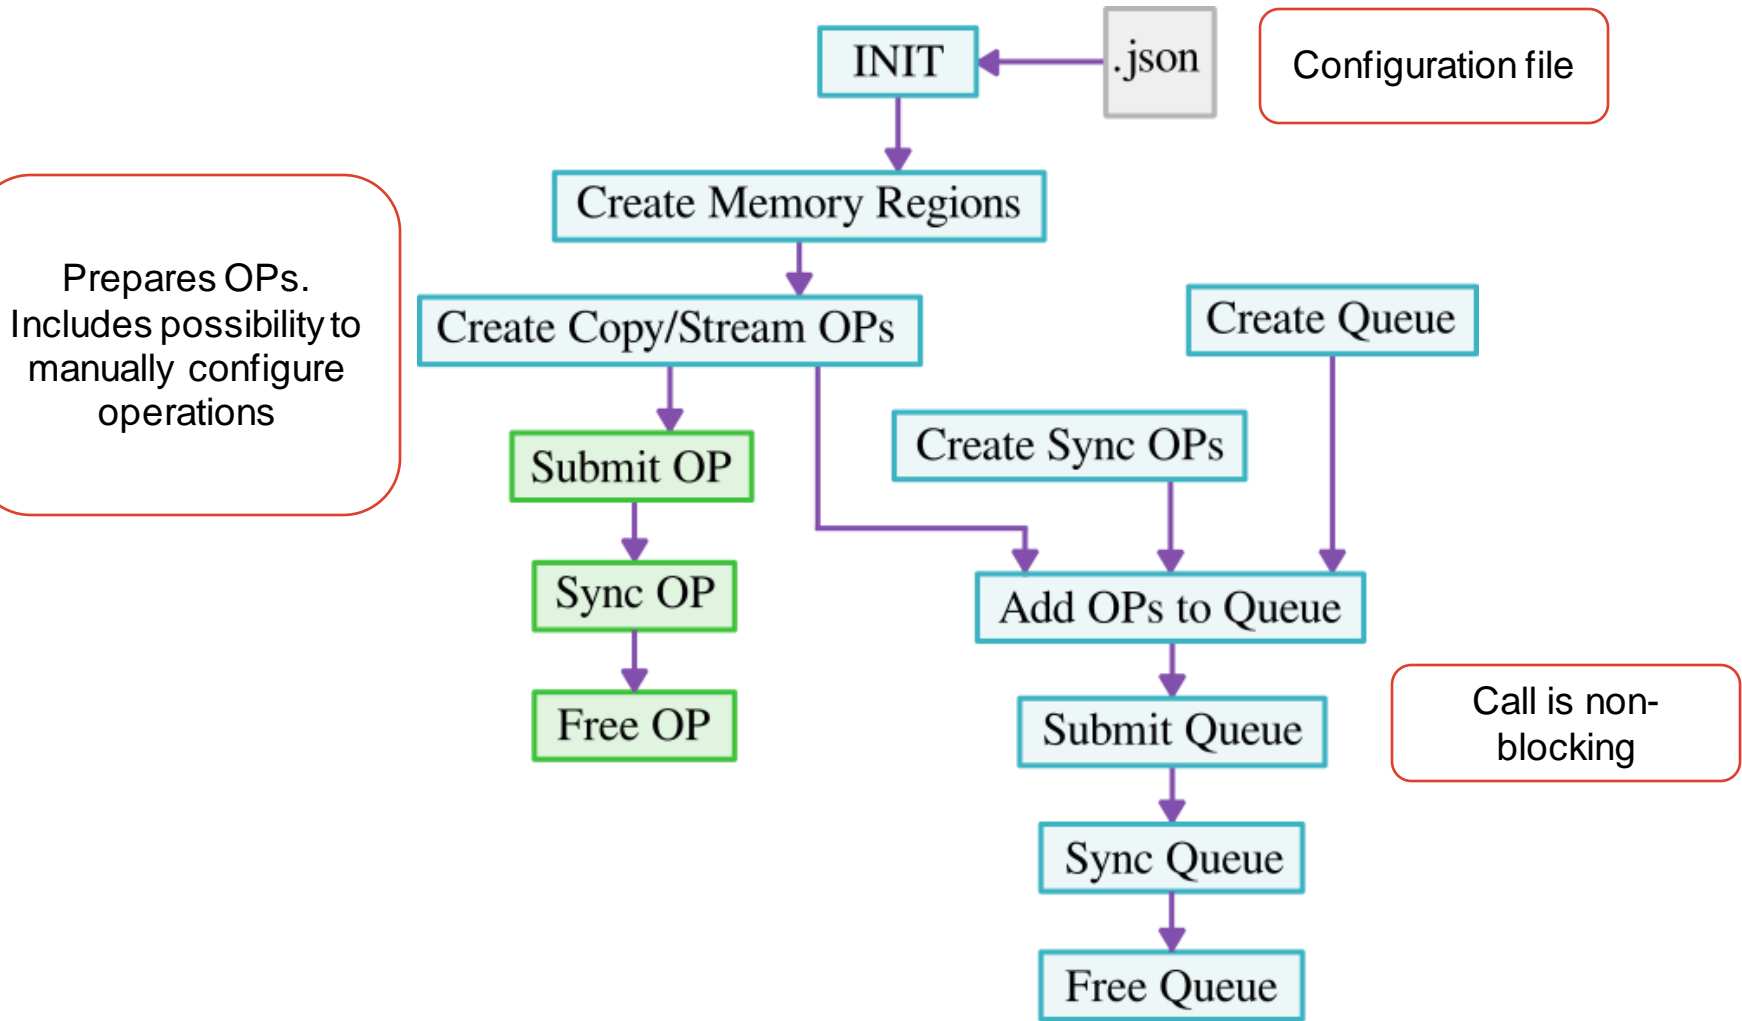 INIT
.json
Configuration file
Create Memory Regions
Prepares OPs.
Includes possibility to
manually configure
operations
Create Copy/Stream OPs
Create Queue
Create Sync OPs
Submit OP
Sync OP
Free OP
Add OPs to Queue
Submit Queue
Call is non-
blocking
Sync Queue
Free Queue